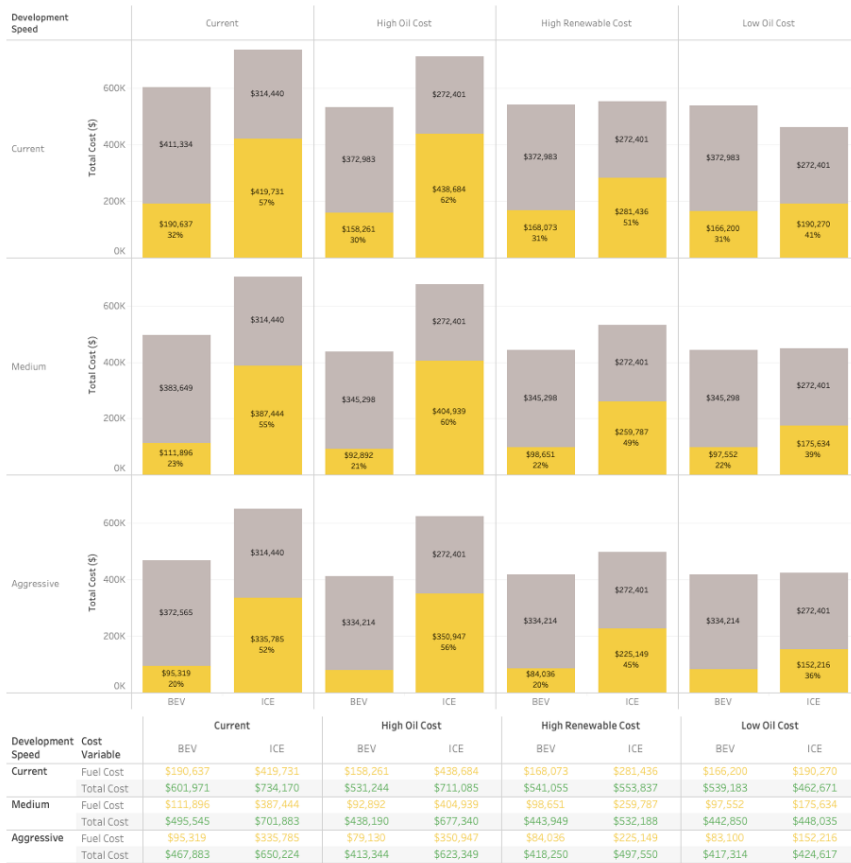 Development
Speed
Current High Oil Cost High Renewable Cost Low Oil Cost
Current
Total Cost ($)
600K
400K
200K
0K
$411,334
$190,637
32%
$314,440
$419,731
57%
$372,983
$158,261
30%
$272,401
$438,684
62%
$372,983
$168,073
31%
$272,401
$281,436
51%
$372,983
$166,200
31%
$272,401
$190,270
41%
Medium
Total Cost ($)
600K
400K
200K
0K
$383,649
$111,896
23%
$314,440
$387,444
55%
$345,298
$92,892
21%
$272,401
$404,939
60%
$345,298
$98,651
22%
$272,401
$259,787
49%
$345,298
$97,552
22%
$272,401
$175,634
39%
Aggressive
Total Cost ($)
600K
400K
200K
0K
$372,565
$95,319
20%
$314,440
$335,785
52%
$334,214
$272,401
$350,947
56%
$334,214
$84,036
20%
$272,401
$225,149
45%
$334,214
$272,401
$152,216
36%
BEV ICE BEV ICE BEV ICE BEV ICE
Current High Oil Cost High Renewable Cost Low Oil Cost
Development Cost
Speed Variable BEV ICE BEV ICE BEV ICE BEV ICE
Current Fuel Cost $190,637 $419,731 $158,261 $438,684 $168,073 $281,436 $166,200 $190,270
Total Cost $601,971 $734,170 $531,244 $711,085 $541,055 $553,837 $539,183 $462,671
Medium Fuel Cost $111,896 $387,444 $92,892 $404,939 $98,651 $259,787 $97,552 $175,634
Total Cost $495,545 $701,883 $438,190 $677,340 $443,949 $532,188 $442,850 $448,035
Aggressive Fuel Cost $95,319 $335,785 $79,130 $350,947 $84,036 $225,149 $83,100 $152,216
Total Cost $467,883 $650,224 $413,344 $623,349 $418,250 $497,550 $417,314 $424,617